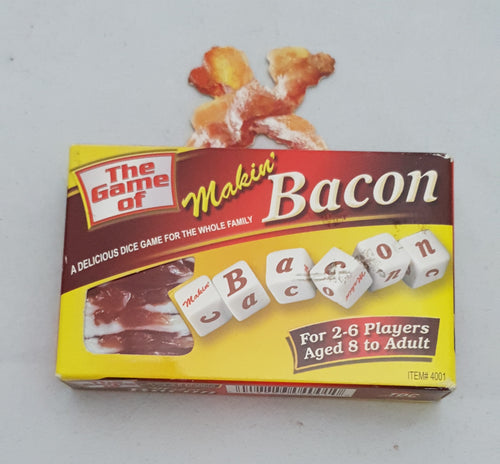 The
Game
of
Makin'
Bacon
A DELICIOUS DICE GAME FOR THE WHOLE FAMILY
Makin' B a c o n
c a c n c
For 2-6 Players
Aged 8 to Adult
ITEM# 4001